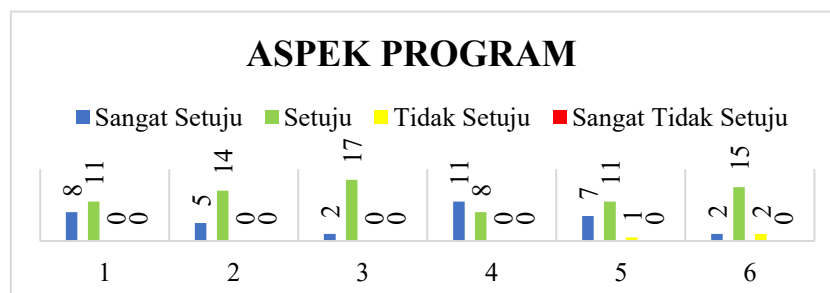 ASPEK PROGRAM
Sangat Setuju Setuju Tidak Setuju Sangat Tidak Setuju
8 11 0 0 5 14 0 0 2 17 0 0 11 8 0 0 7 11 1 0 2 15 2 0
1 2 3 4 5 6